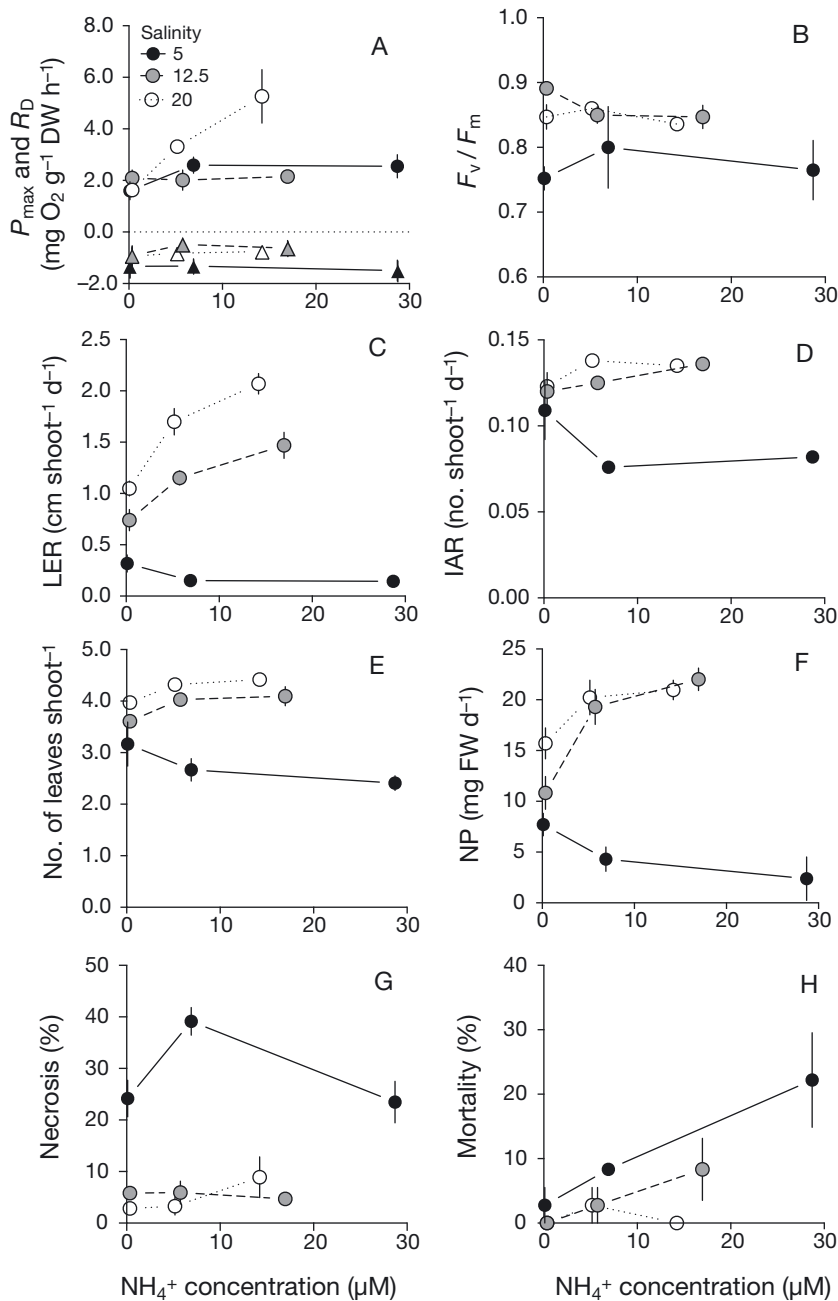 A
Salinity
5
12.5
20
8.0
6.0
4.0
2.0
0.0
−2.0
0 10 20 30
P_max and R_D
(mg O₂ g⁻¹ DW h⁻¹)
B
1.0
0.9
0.8
0.7
0.6
0 10 20 30
F_v / F_m
C
2.5
2.0
1.5
1.0
0.5
0.0
0 10 20 30
LER (cm shoot⁻¹ d⁻¹)
D
0.15
0.10
0.05
0.00
0 10 20 30
IAR (no. shoot⁻¹ d⁻¹)
E
5.0
4.0
3.0
2.0
1.0
0.0
0 10 20 30
No. of leaves shoot⁻¹
F
25
20
15
10
5
0
0 10 20 30
NP (mg FW d⁻¹)
G
50
40
30
20
10
0
0 10 20 30
Necrosis (%)
NH₄⁺ concentration (µM)
H
40
30
20
10
0
0 10 20 30
Mortality (%)
NH₄⁺ concentration (µM)